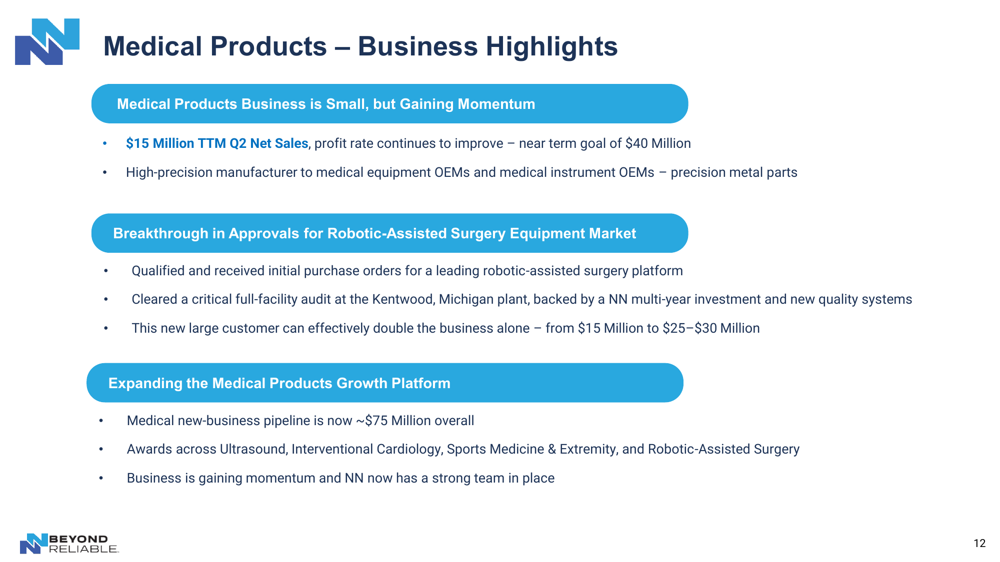 Medical Products – Business Highlights
Medical Products Business is Small, but Gaining Momentum
• $15 Million TTM Q2 Net Sales, profit rate continues to improve – near term goal of $40 Million
• High-precision manufacturer to medical equipment OEMs and medical instrument OEMs – precision metal parts
Breakthrough in Approvals for Robotic-Assisted Surgery Equipment Market
• Qualified and received initial purchase orders for a leading robotic-assisted surgery platform
• Cleared a critical full-facility audit at the Kentwood, Michigan plant, backed by a NN multi-year investment and new quality systems
• This new large customer can effectively double the business alone – from $15 Million to $25–$30 Million
Expanding the Medical Products Growth Platform
• Medical new-business pipeline is now ~$75 Million overall
• Awards across Ultrasound, Interventional Cardiology, Sports Medicine & Extremity, and Robotic-Assisted Surgery
• Business is gaining momentum and NN now has a strong team in place
BEYOND
RELIABLE
12